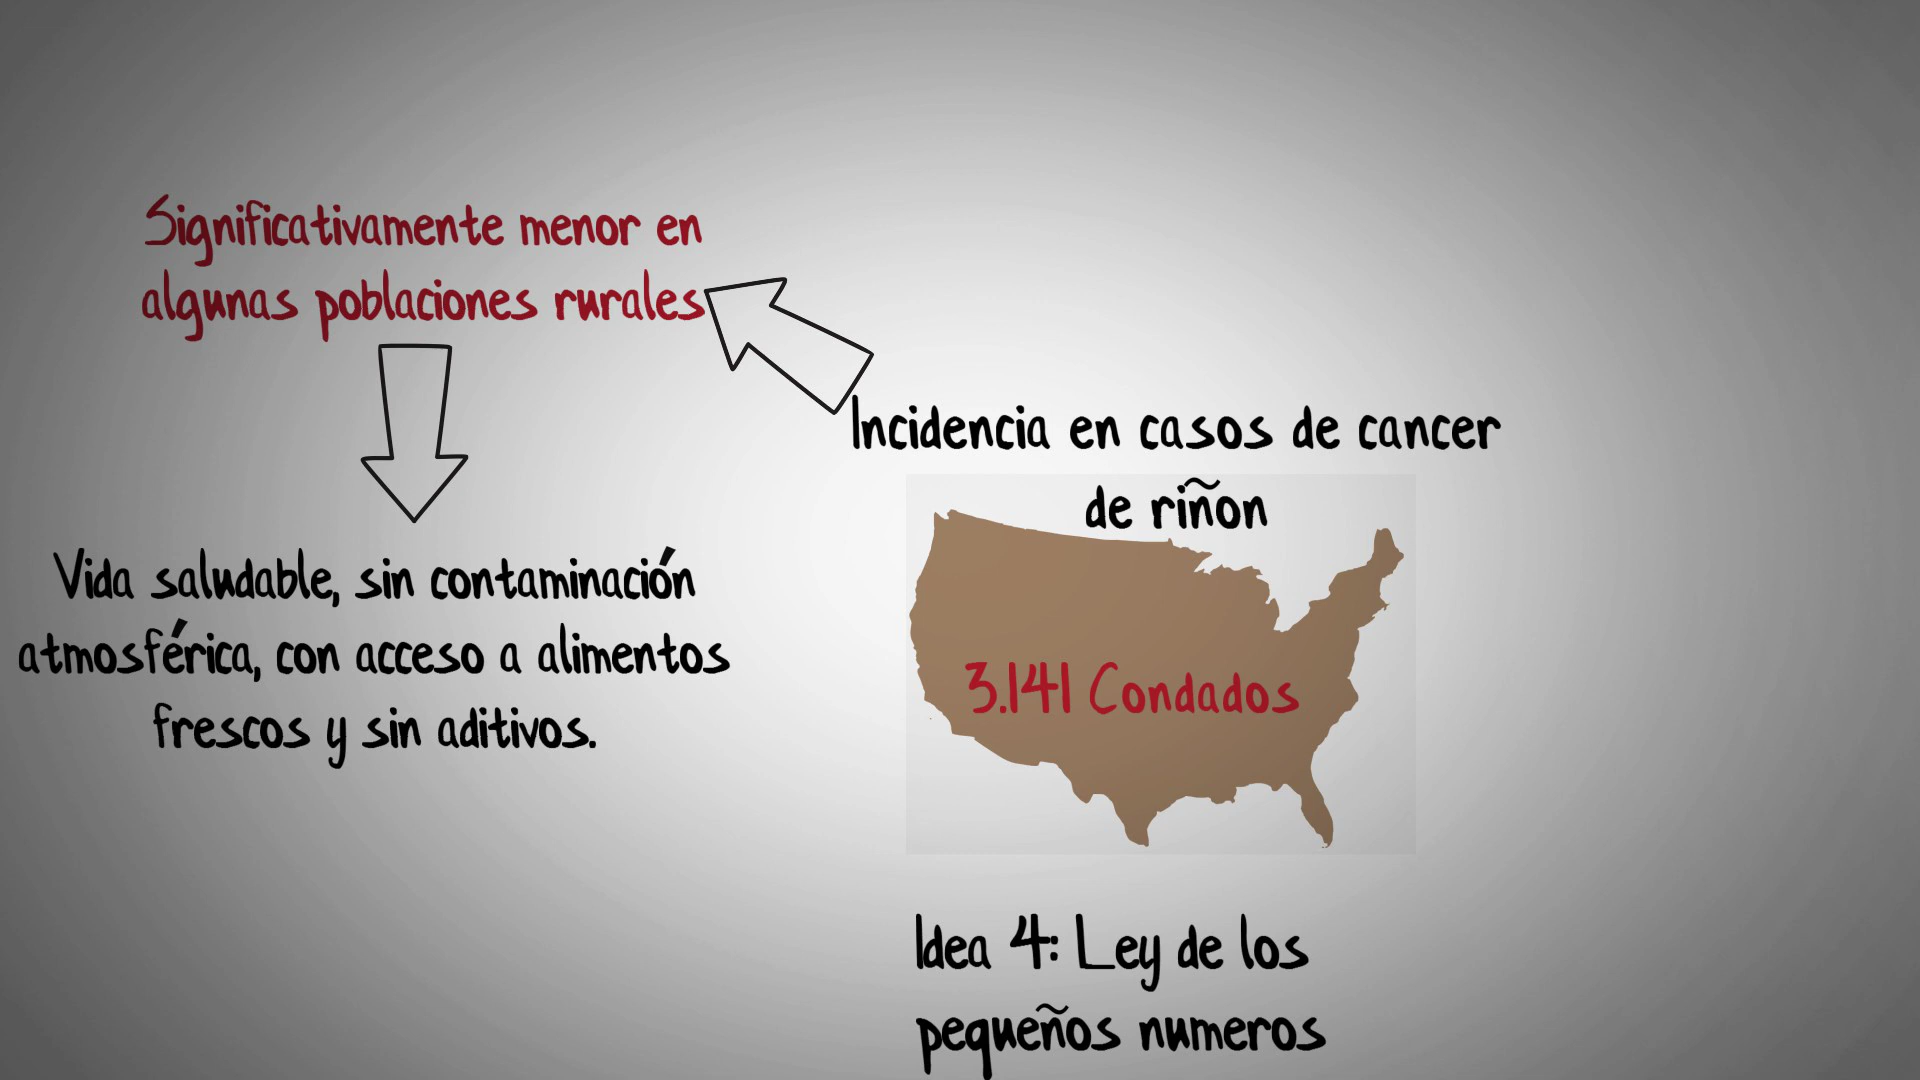 Significativamente menor en
algunas poblaciones rurales
Vida saludable, sin contaminación
atmosférica, con acceso a alimentos
frescos y sin aditivos.
Incidencia en casos de cancer
de riñon
3.141 Condados
Idea 4: Ley de los
pequeños numeros